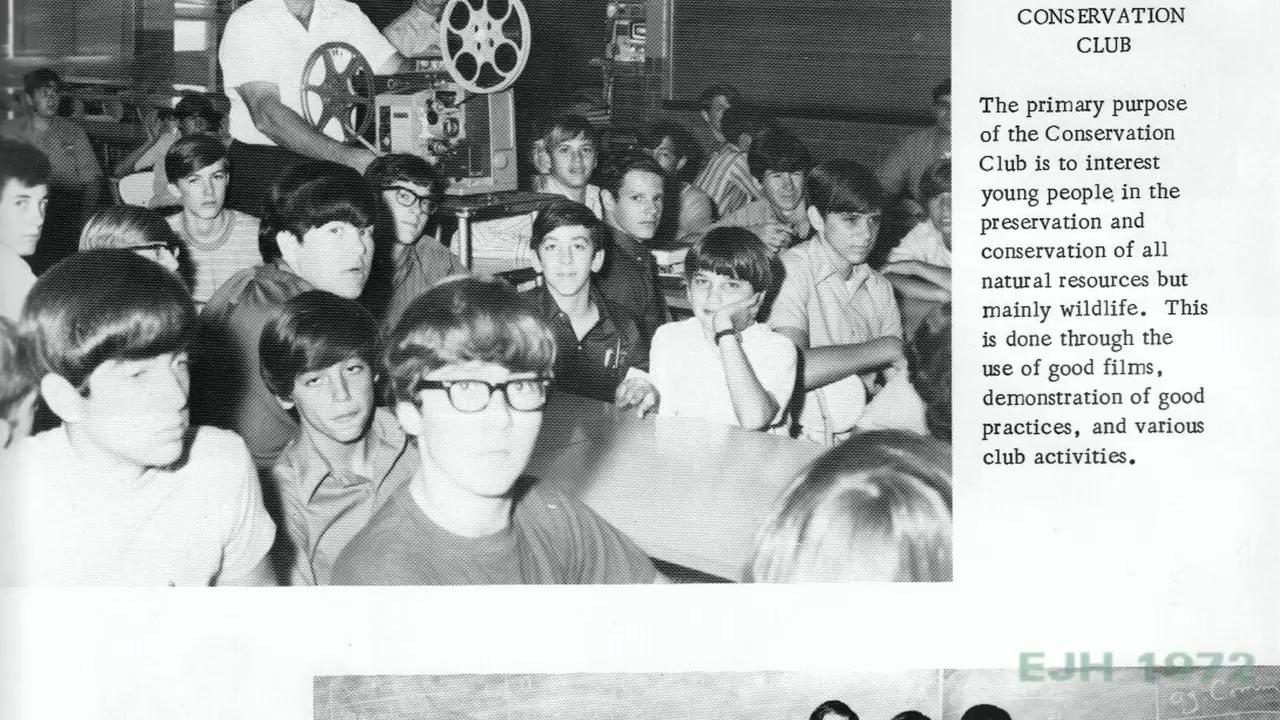 CONSERVATION
CLUB
The primary purpose
of the Conservation
Club is to interest
young people in the
preservation and
conservation of all
natural resources but
mainly wildlife. This
is done through the
use of good films,
demonstration of good
practices, and various
club activities.
EJH 1972